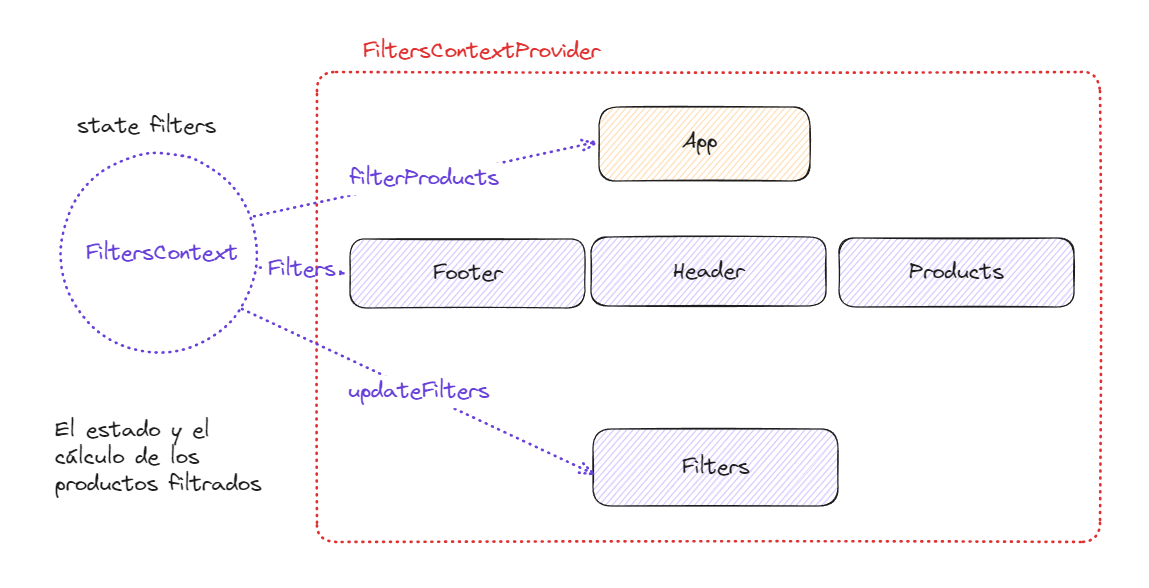 FiltersContextProvider
state filters
App
filterProducts
FiltersContext
Filters
Footer
Header
Products
updateFilters
Filters
El estado y el
cálculo de los
productos filtrados